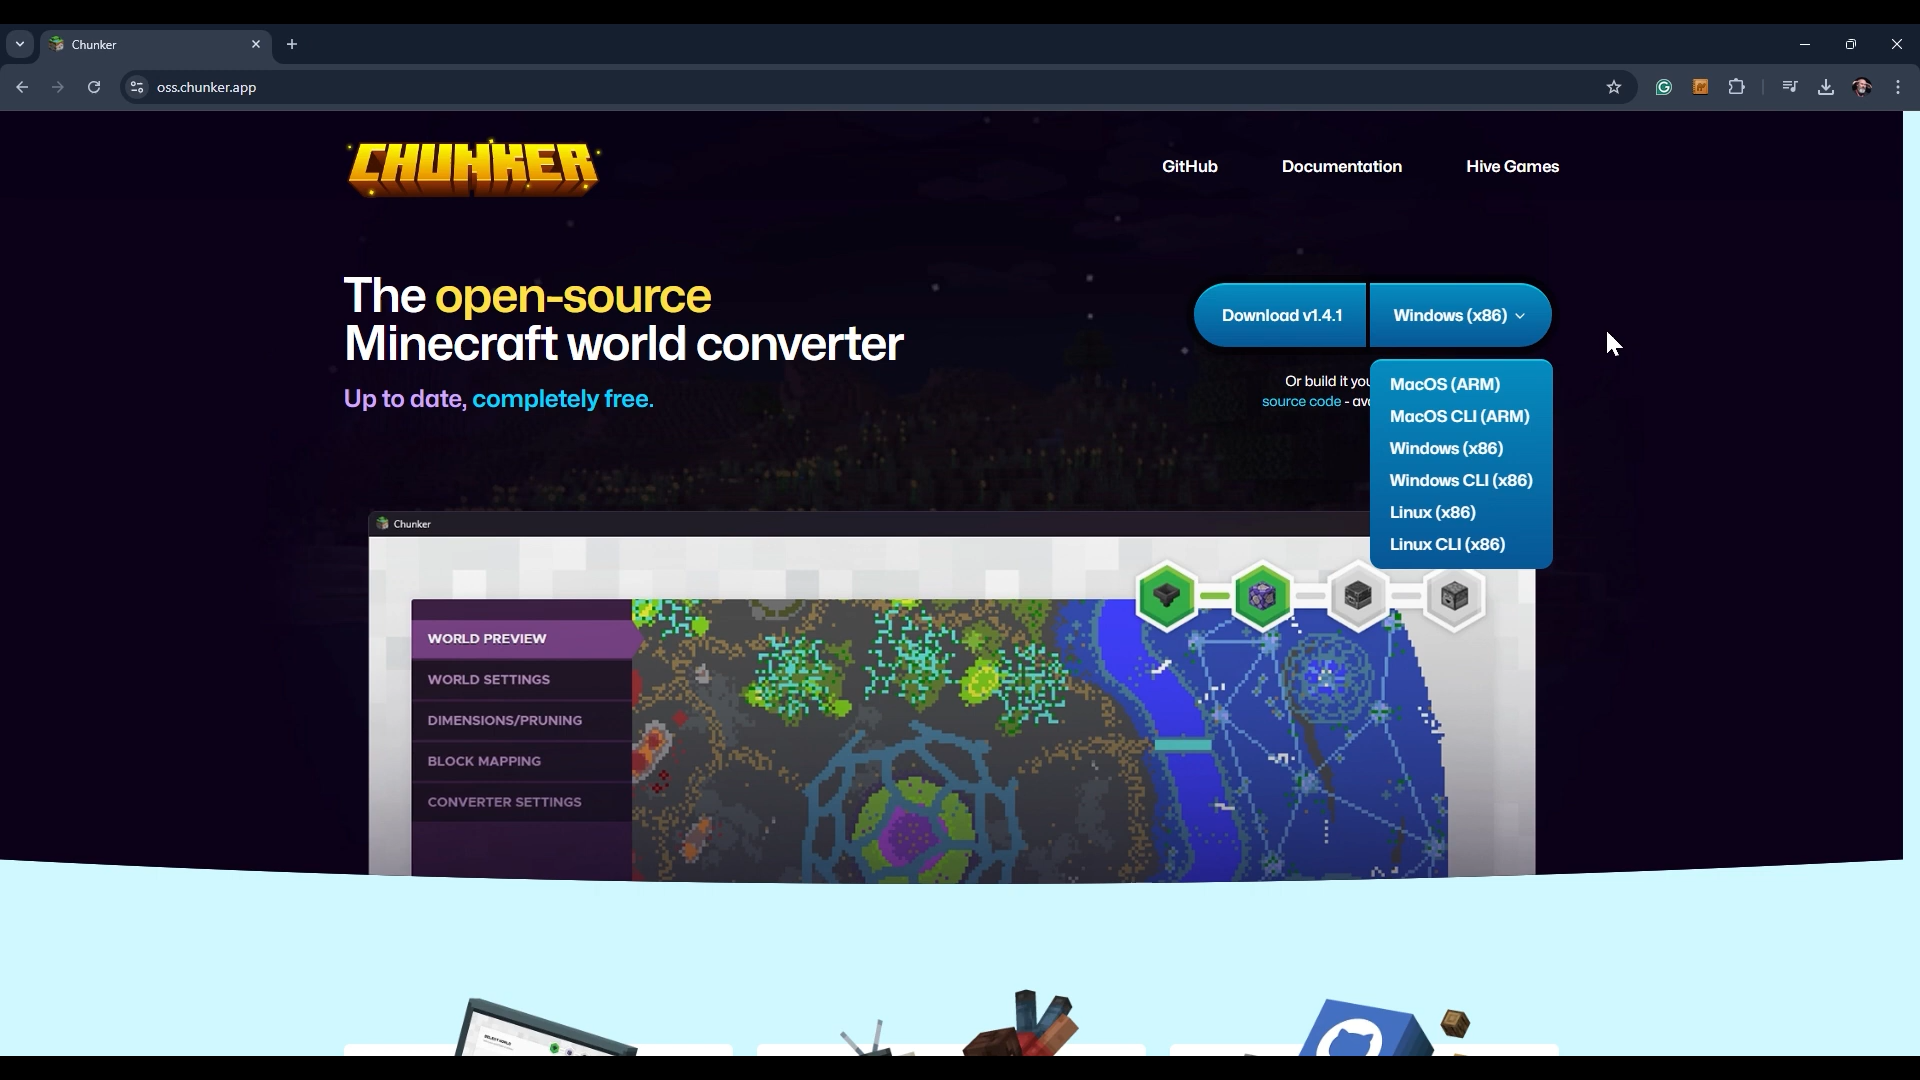 Chunker
oss.chunker.app
CHUNKER
GitHub
Documentation
Hive Games
The open-source
Minecraft world converter
Up to date, completely free.
Download v1.4.1
Windows (x86)
Or build it you
source code - ava
MacOS (ARM)
MacOS CLI (ARM)
Windows (x86)
Windows CLI (x86)
Linux (x86)
Linux CLI (x86)
Chunker
WORLD PREVIEW
WORLD SETTINGS
DIMENSIONS/PRUNING
BLOCK MAPPING
CONVERTER SETTINGS